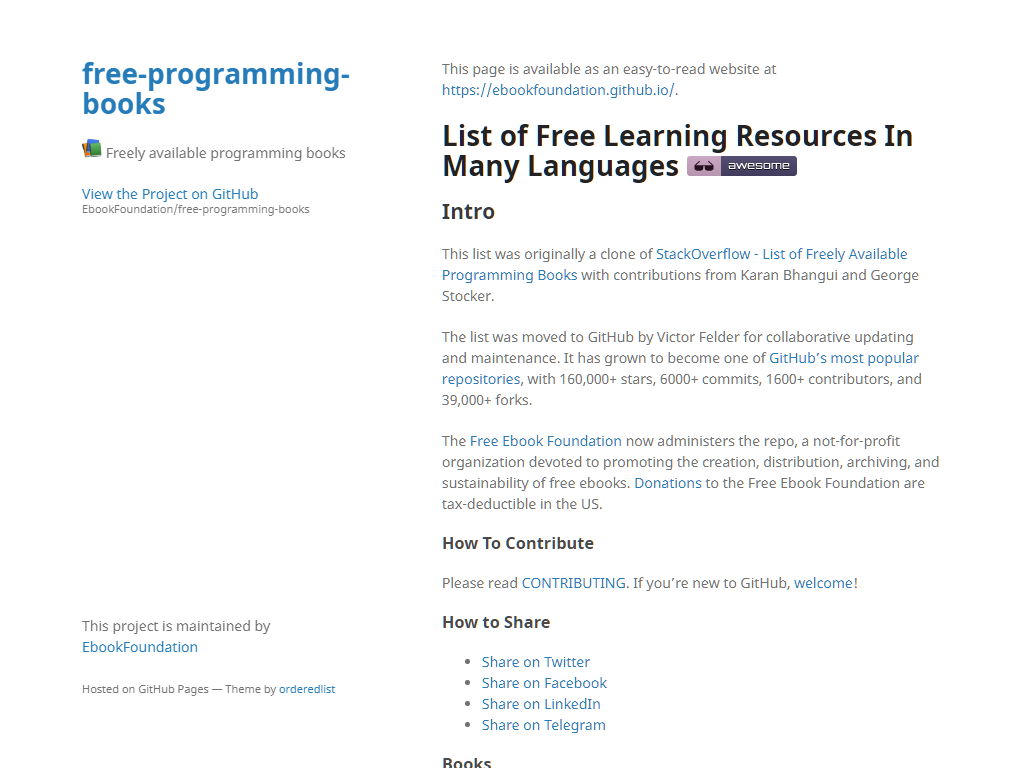 free-programming-
books
Freely available programming books
View the Project on GitHub
EbookFoundation/free-programming-books
This project is maintained by
EbookFoundation
Hosted on GitHub Pages — Theme by orderedlist
This page is available as an easy-to-read website at
https://ebookfoundation.github.io/.
List of Free Learning Resources In
Many Languages awesome
Intro
This list was originally a clone of StackOverflow - List of Freely Available
Programming Books with contributions from Karan Bhangui and George
Stocker.
The list was moved to GitHub by Victor Felder for collaborative updating
and maintenance. It has grown to become one of GitHub’s most popular
repositories, with 160,000+ stars, 6000+ commits, 1600+ contributors, and
39,000+ forks.
The Free Ebook Foundation now administers the repo, a not-for-profit
organization devoted to promoting the creation, distribution, archiving, and
sustainability of free ebooks. Donations to the Free Ebook Foundation are
tax-deductible in the US.
How To Contribute
Please read CONTRIBUTING. If you’re new to GitHub, welcome!
How to Share
• Share on Twitter
• Share on Facebook
• Share on LinkedIn
• Share on Telegram
Books